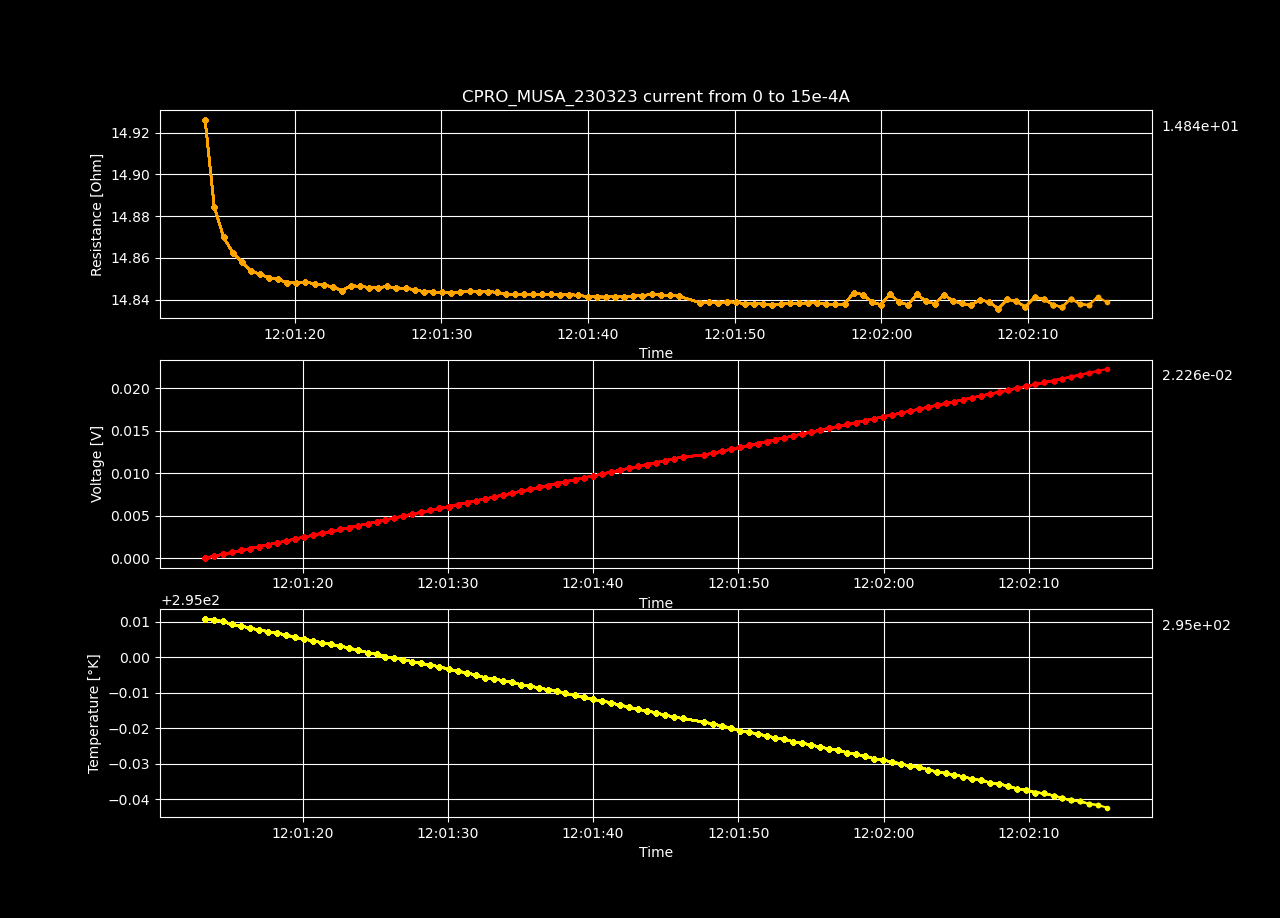 CPRO_MUSA_230323 current from 0 to 15e-4A
1.484e+01
Resistance [Ohm]
14.92
14.90
14.88
14.86
14.84
12:01:20 12:01:30 12:01:40 12:01:50 12:02:00 12:02:10
Time
2.226e-02
Voltage [V]
0.020
0.015
0.010
0.005
0.000
12:01:20 12:01:30 12:01:40 12:01:50 12:02:00 12:02:10
Time
+2.95e2
2.95e+02
Temperature [°K]
0.01
0.00
−0.01
−0.02
−0.03
−0.04
12:01:20 12:01:30 12:01:40 12:01:50 12:02:00 12:02:10
Time